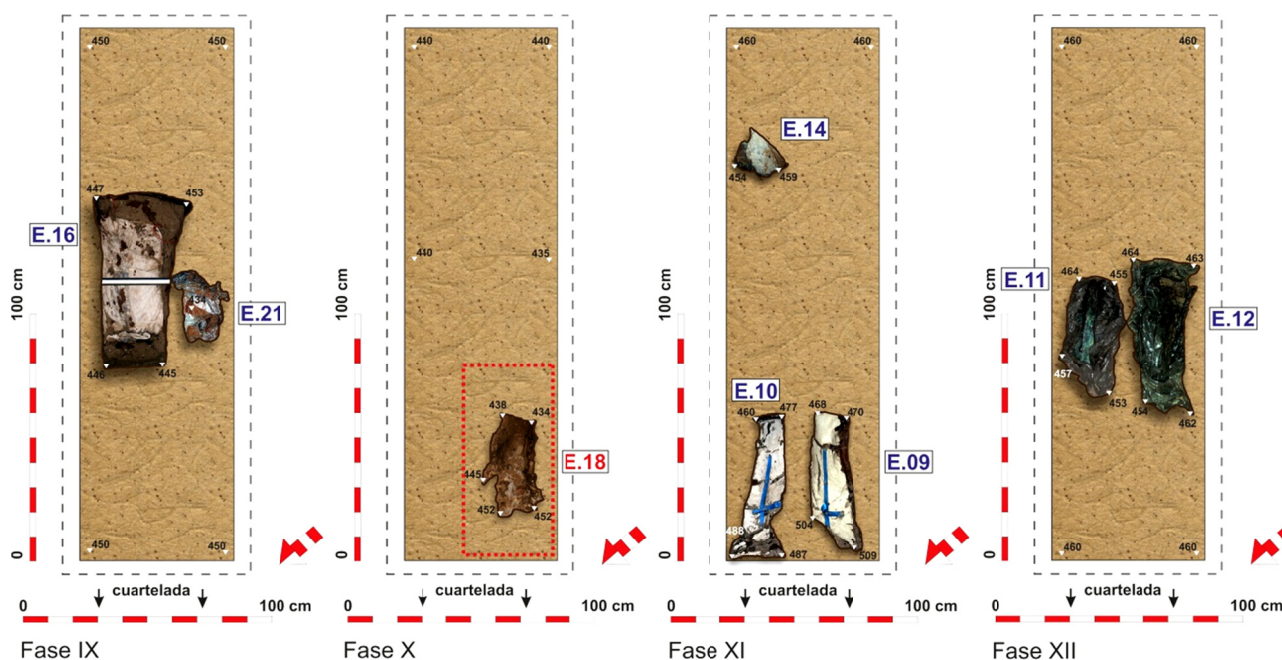 450 450
447 453
E.16
434
E.21
446 445
100 cm
0
cuartelada
0 100 cm
Fase IX
440 440
440 435
438 434
E.18
445
452 452
100 cm
0
cuartelada
0 100 cm
Fase X
450 450
460 460
E.14
454 459
E.10
460 477 468 470
E.09
488 504
487 509
100 cm
0
cuartelada
0 100 cm
Fase XI
460 460
464 463
E.11
464 455
E.12
457
453 454
462
460 460
100 cm
0
cuartelada
0 100 cm
Fase XII